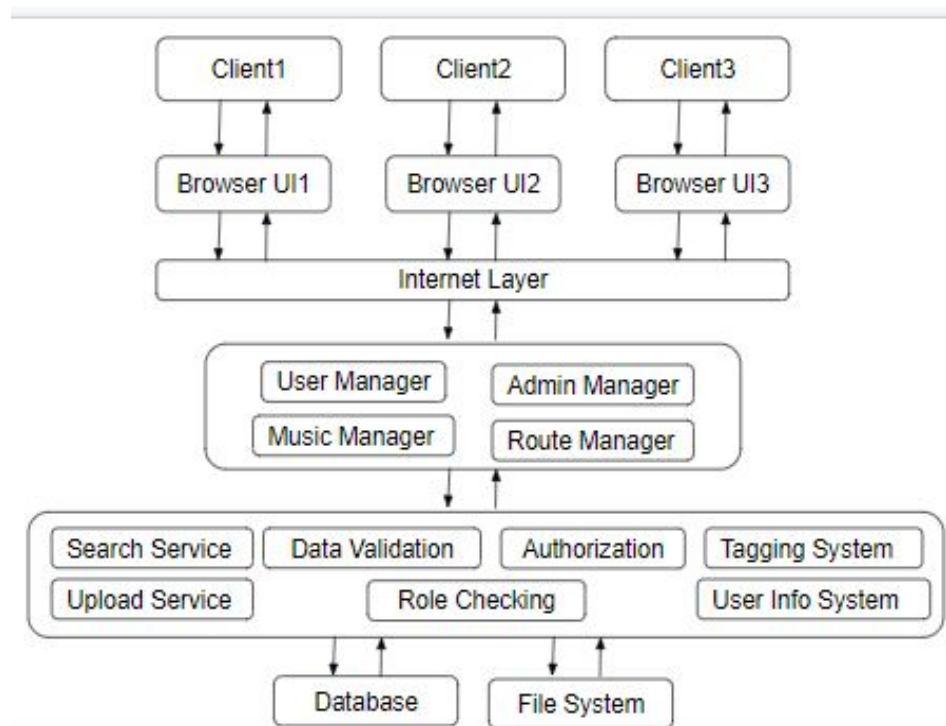 Client1 Client2 Client3
Browser UI1 Browser UI2 Browser UI3
Internet Layer
User Manager Admin Manager
Music Manager Route Manager
Search Service Data Validation Authorization Tagging System
Upload Service Role Checking User Info System
Database File System